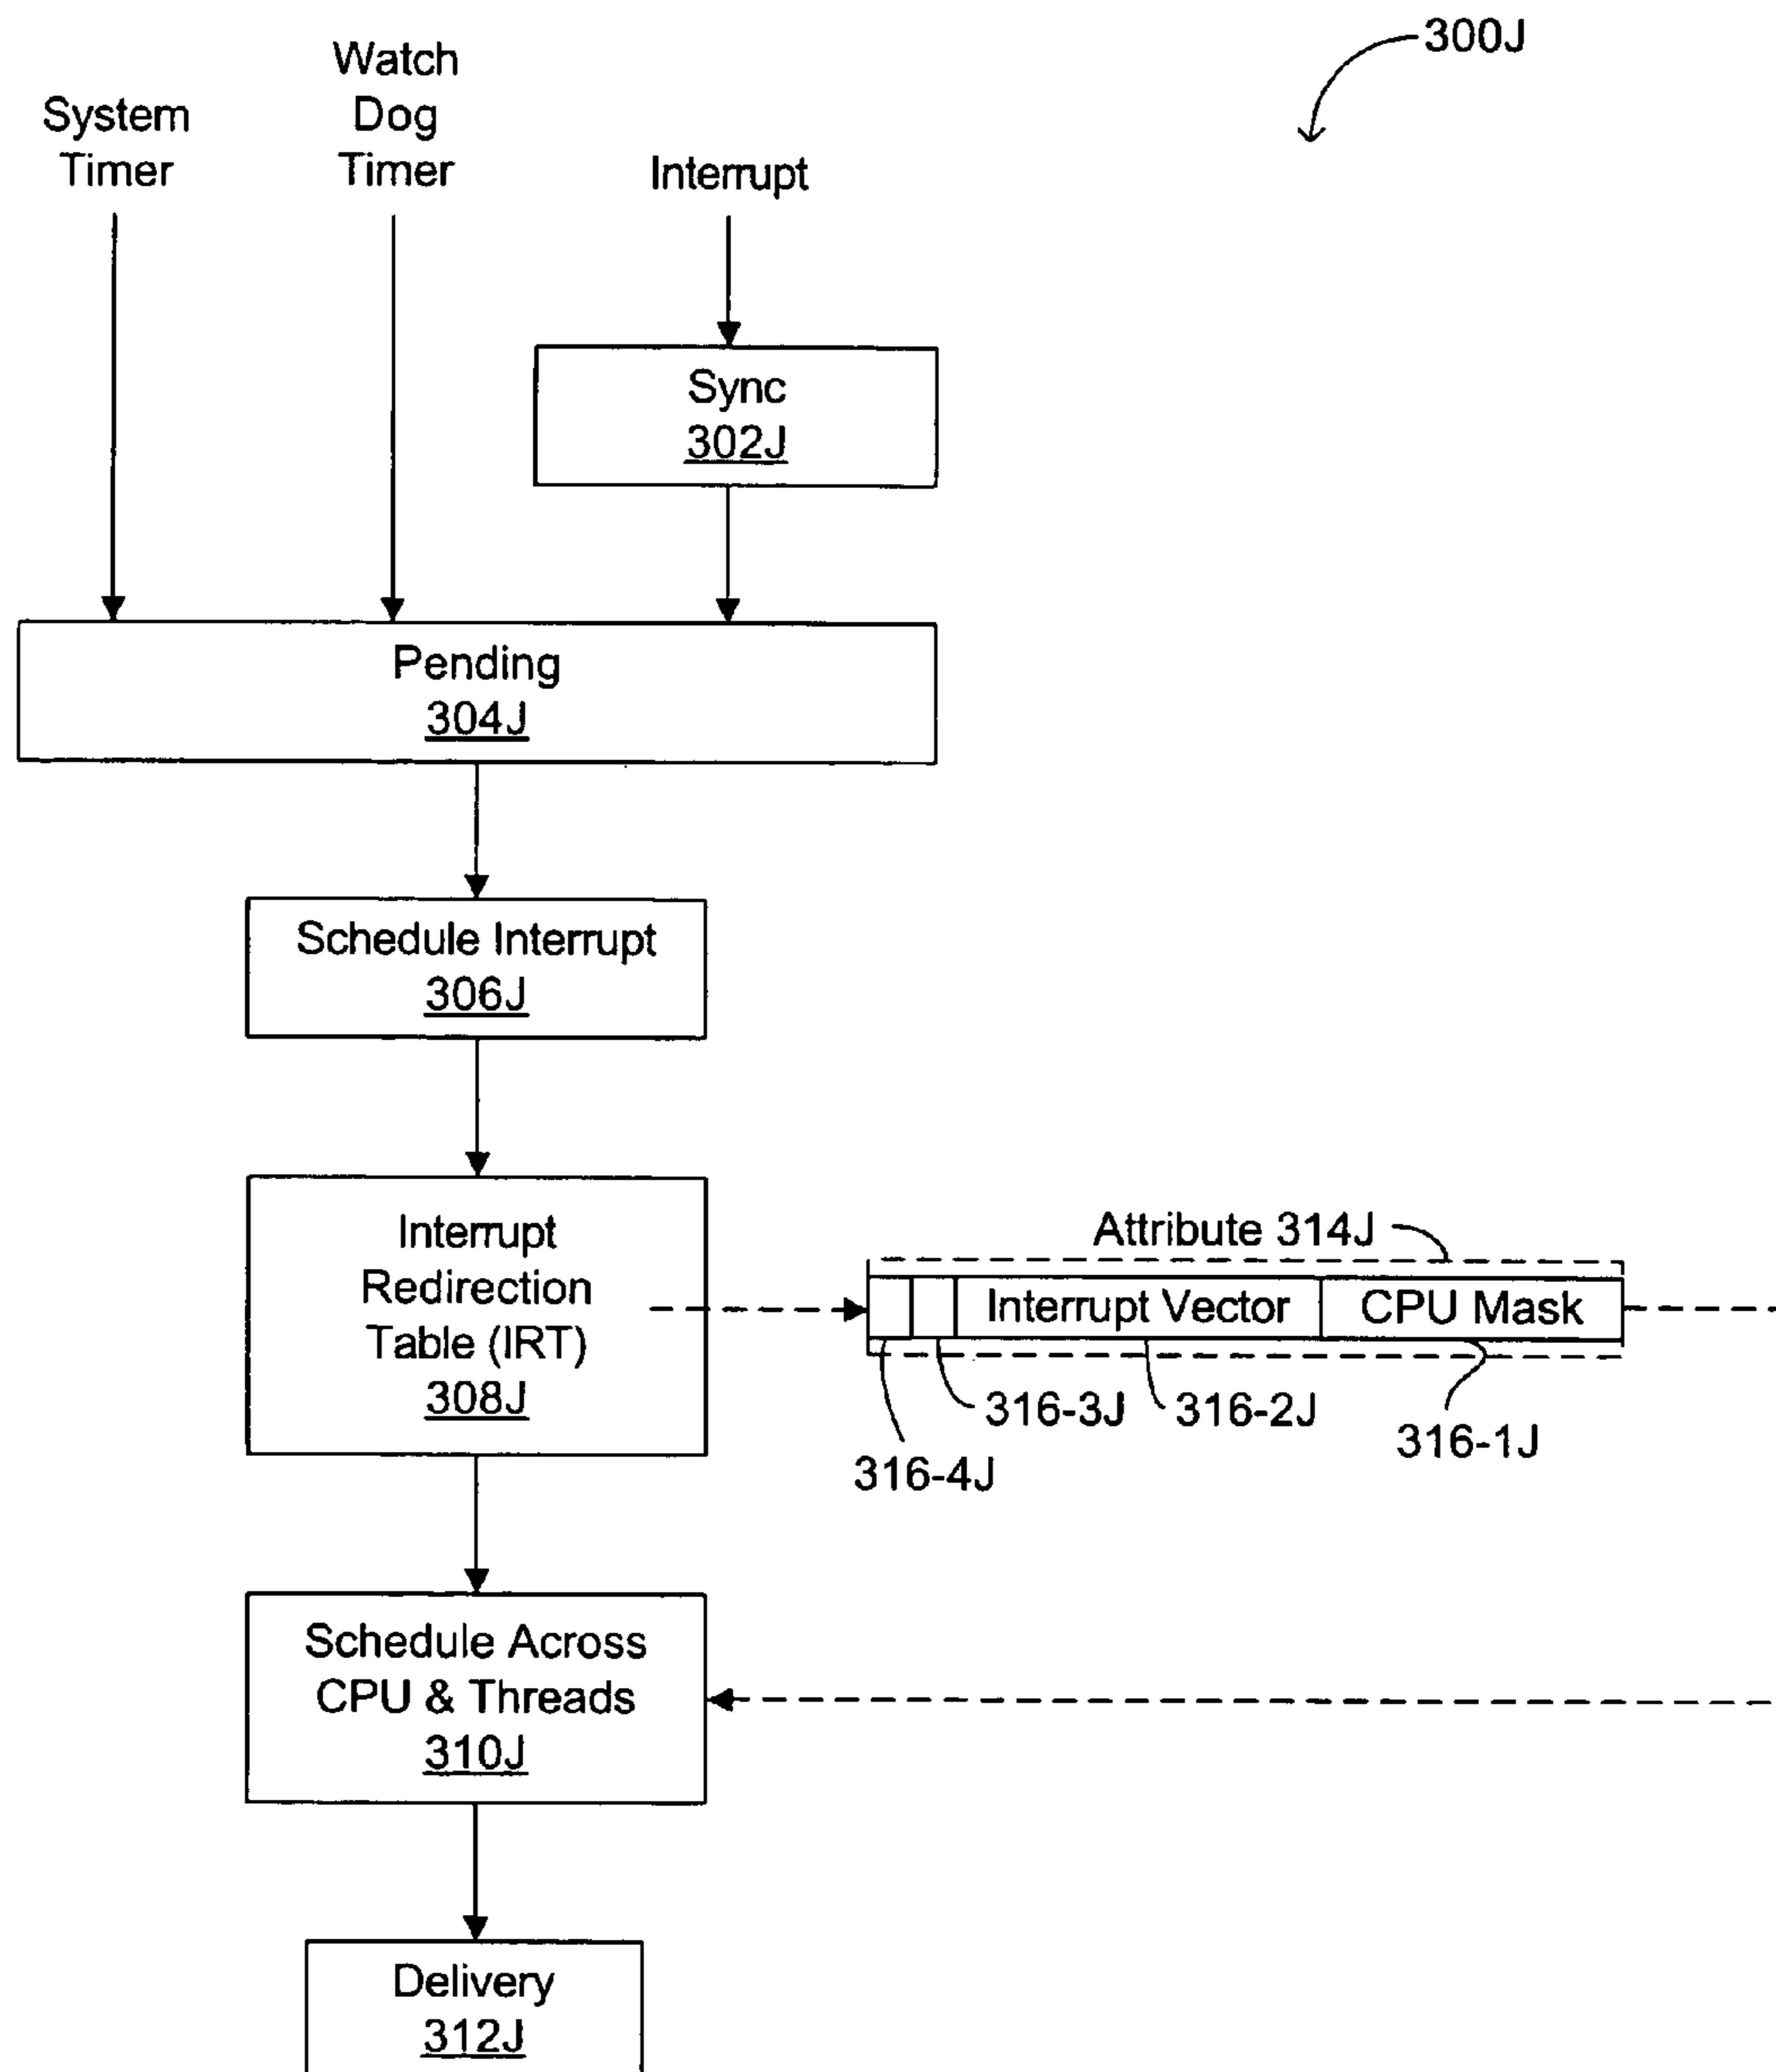 300J
System
Timer
Watch
Dog
Timer
Interrupt
Sync
302J
Pending
304J
Schedule Interrupt
306J
Interrupt
Redirection
Table (IRT)
308J
Attribute 314J
Interrupt Vector
CPU Mask
316-4J
316-3J
316-2J
316-1J
Schedule Across
CPU & Threads
310J
Delivery
312J